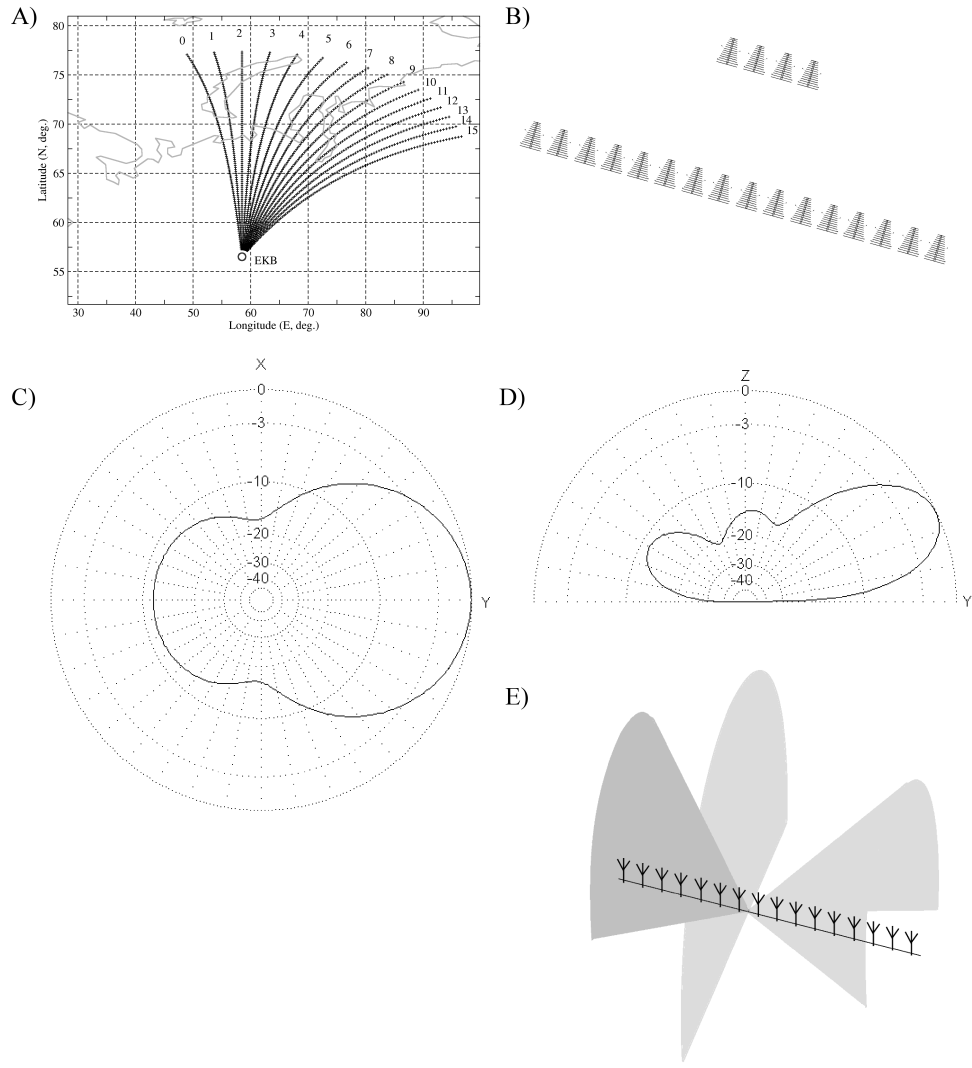 A)
80
75
70
65
60
55
Latitude (N, deg.)
0 1 2 3 4 5 6 7 8 9 10 11 12 13 14 15
EKB
30 40 50 60 70 80 90
Longitude (E, deg.)
B)
C)
X
0
-3
-10
-20
-30
-40
Y
D)
Z
0
-3
-10
-20
-30
-40
Y
E)